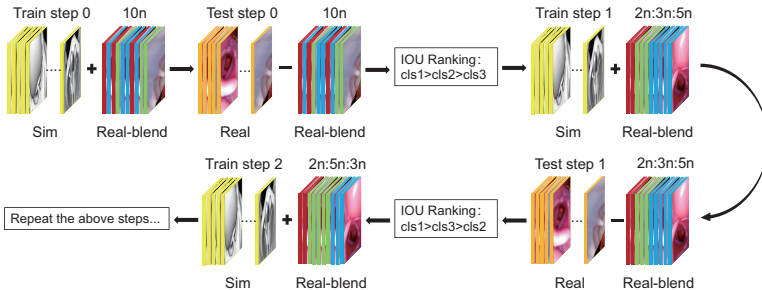 Train step 0
10n
Test step 0
10n
Train step 1
2n:3n:5n
IOU Ranking:
cls1>cls2>cls3
Sim
Real-blend
Real
Real-blend
Sim
Real-blend
Train step 2
2n:5n:3n
Test step 1
2n:3n:5n
Repeat the above steps...
IOU Ranking:
cls1>cls3>cls2
Sim
Real-blend
Real
Real-blend